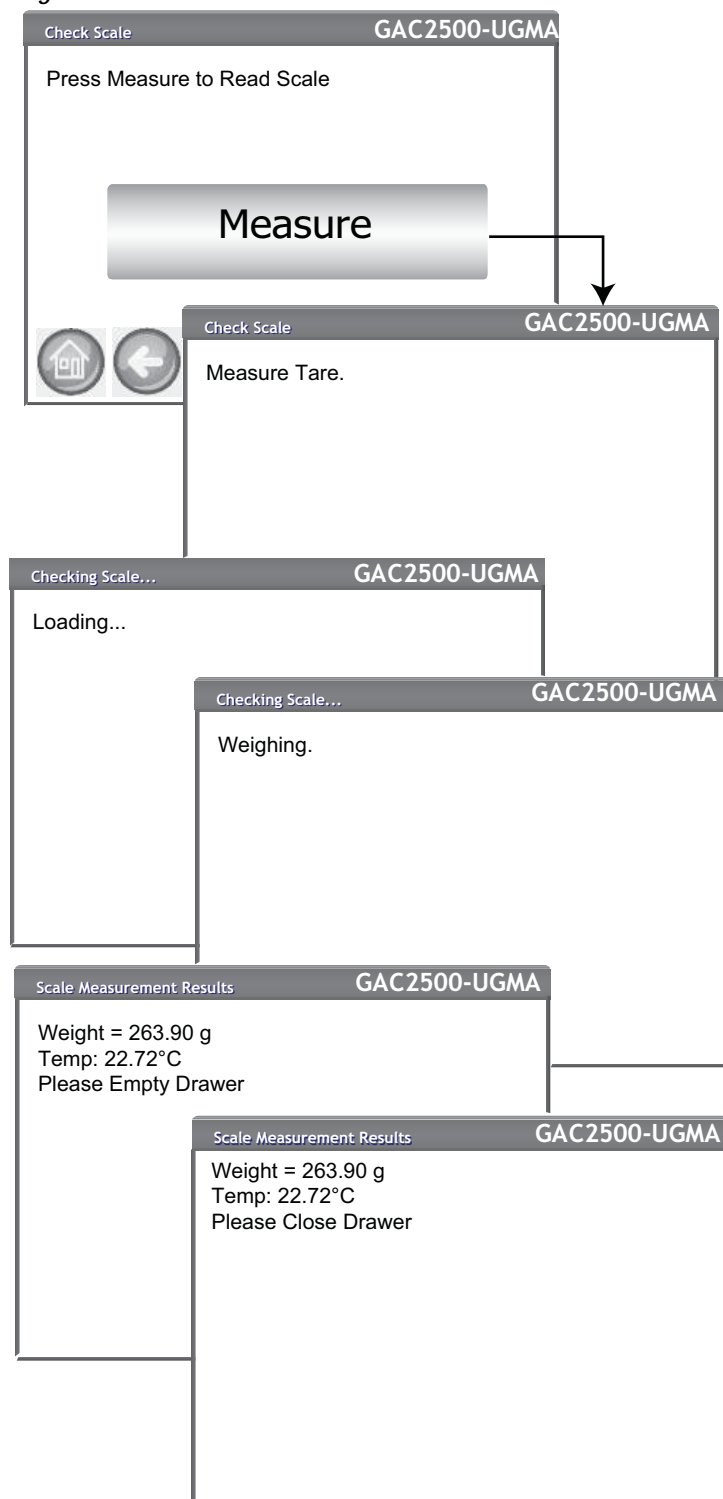 Check Scale GAC2500-UGMA
Press Measure to Read Scale
Measure
Check Scale GAC2500-UGMA
Measure Tare.
Checking Scale... GAC2500-UGMA
Loading...
Checking Scale... GAC2500-UGMA
Weighing.
Scale Measurement Results GAC2500-UGMA
Weight = 263.90 g
Temp: 22.72°C
Please Empty Drawer
Scale Measurement Results GAC2500-UGMA
Weight = 263.90 g
Temp: 22.72°C
Please Close Drawer